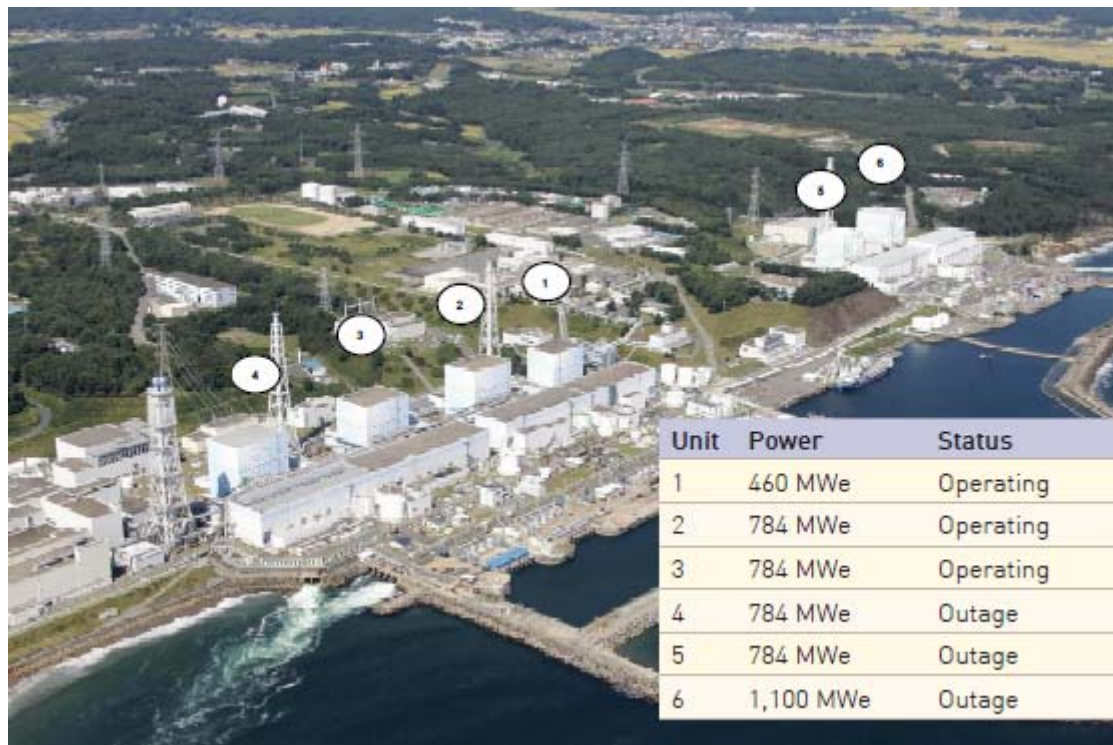 6
5
1
2
3
4
Unit Power Status
1 460 MWe Operating
2 784 MWe Operating
3 784 MWe Operating
4 784 MWe Outage
5 784 MWe Outage
6 1,100 MWe Outage